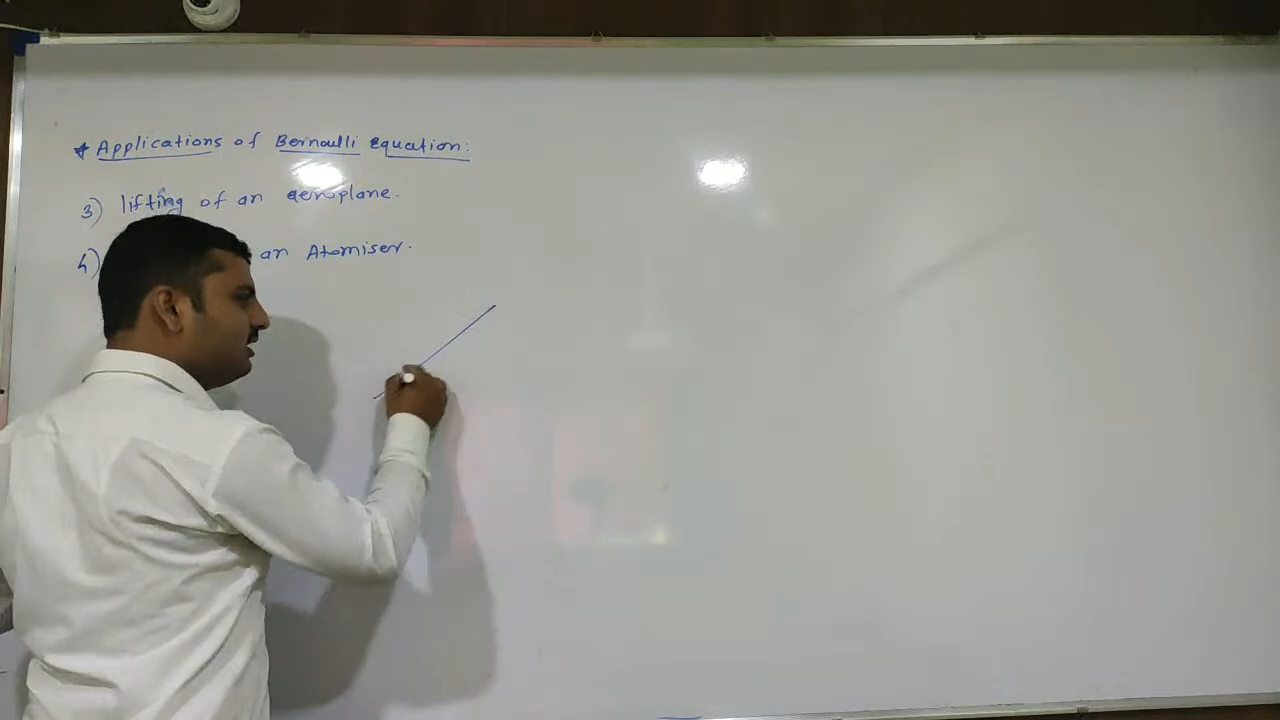 * Applications of Bernoulli Equation:
3) lifting of an aeroplane.
4) an Atomiser.